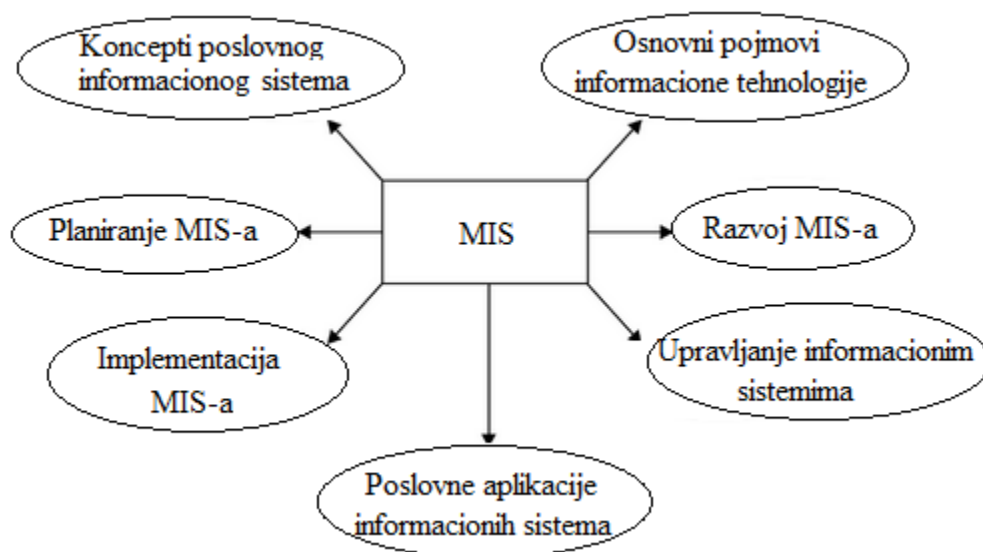 Koncepti poslovnog
informacionog sistema
Osnovni pojmovi
informacione tehnologije
Planiranje MIS-a
MIS
Razvoj MIS-a
Implementacija
MIS-a
Upravljanje informacionim
sistemima
Poslovne aplikacije
informacionih sistema